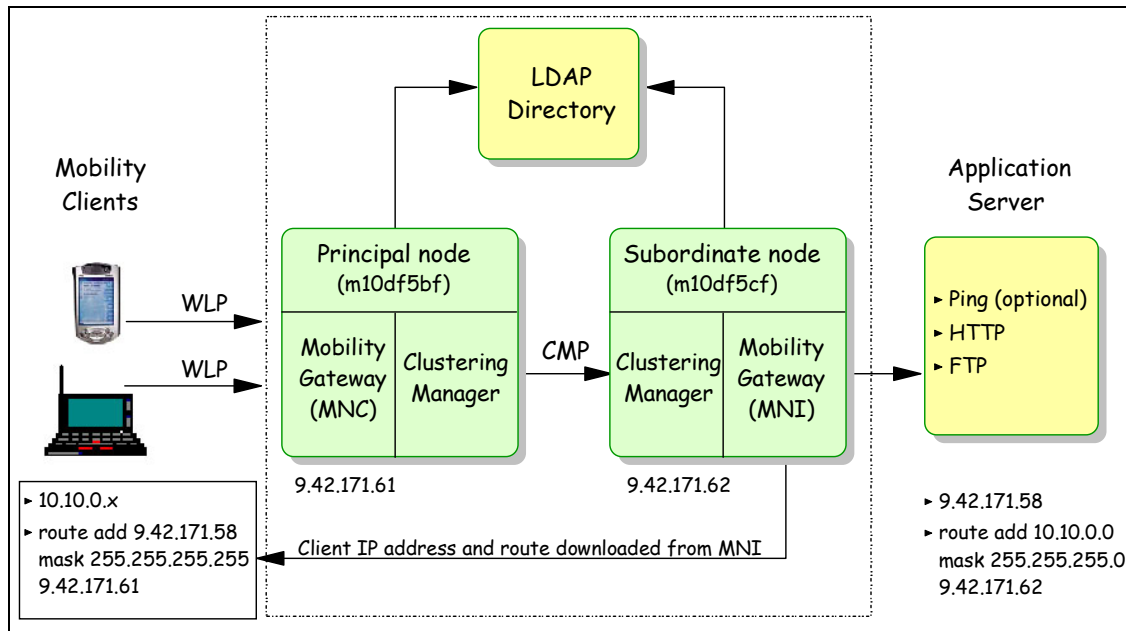 LDAP
Directory
Mobility
Clients
WLP
WLP
Principal node
(m10df5bf)
Mobility
Gateway
(MNC)
Clustering
Manager
9.42.171.61
CMP
Subordinate node
(m10df5cf)
Clustering
Manager
Mobility
Gateway
(MNI)
9.42.171.62
Application
Server
Ping (optional)
HTTP
FTP
10.10.0.x
route add 9.42.171.58
mask 255.255.255.255
9.42.171.61
Client IP address and route downloaded from MNI
9.42.171.58
route add 10.10.0.0
mask 255.255.255.0
9.42.171.62